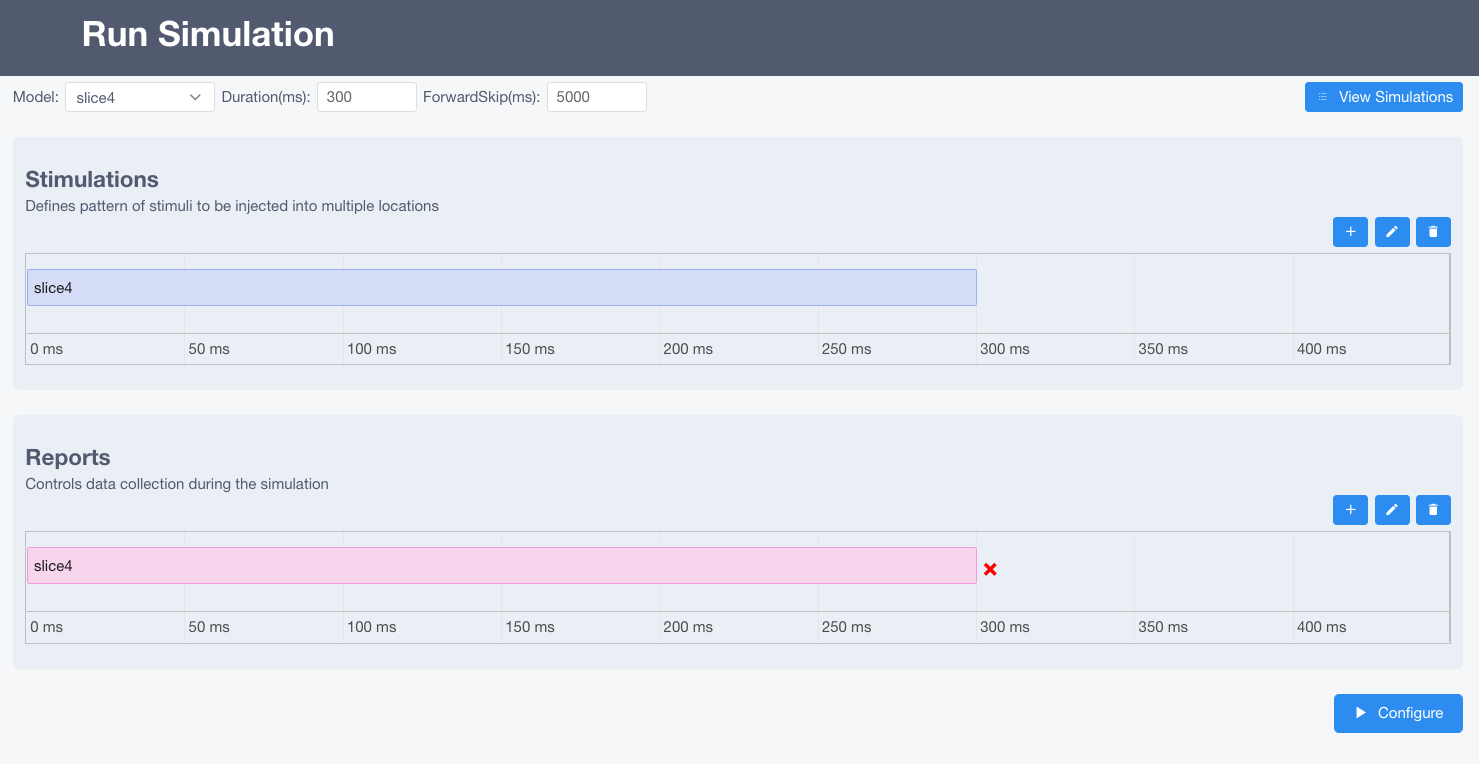 Run Simulation
Model: slice4 Duration(ms): 300 ForwardSkip(ms): 5000 View Simulations
Stimulations
Defines pattern of stimuli to be injected into multiple locations
slice4
0 ms 50 ms 100 ms 150 ms 200 ms 250 ms 300 ms 350 ms 400 ms
Reports
Controls data collection during the simulation
slice4
0 ms 50 ms 100 ms 150 ms 200 ms 250 ms 300 ms 350 ms 400 ms
Configure